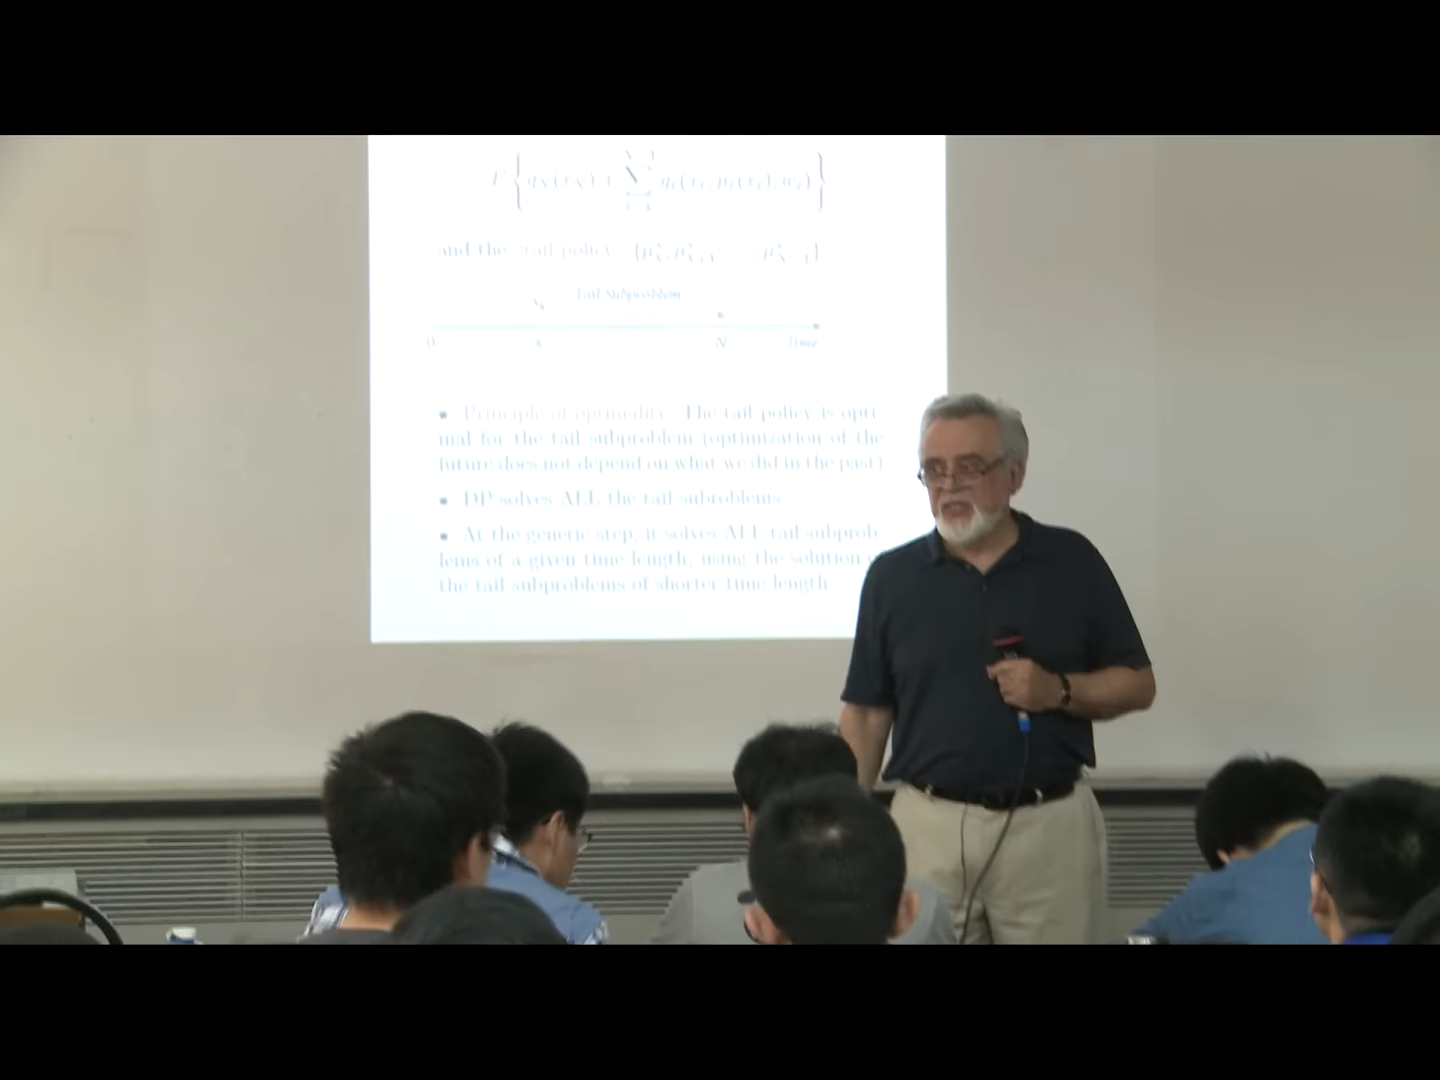 and the tail policy
Tail Subproblem
0 k N Time
• Principle of optimality The tail policy is opti
mal for the tail subproblem (optimization of the
future does not depend on what we did in the past)
• DP solves ALL the tail subroblems
• At the generic step, it solves ALL tail subprob
lems of a given time length, using the solution o
the tail subproblems of shorter time length